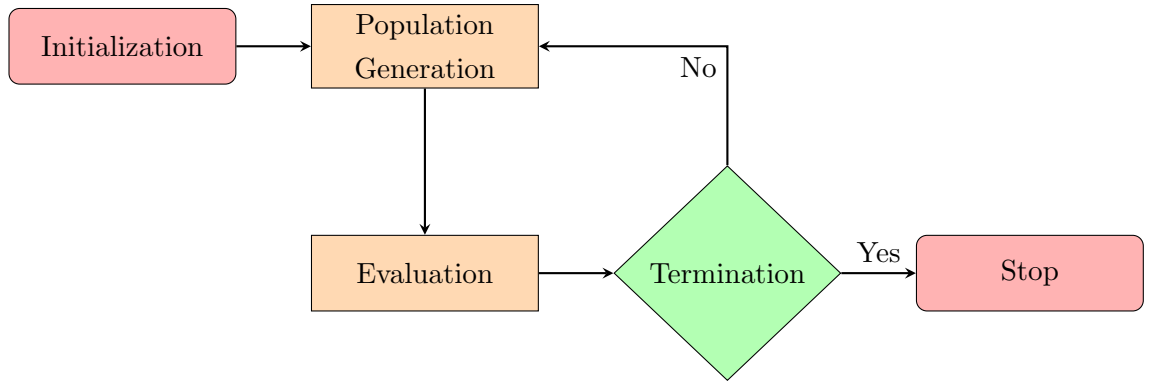 Initialization
Population
Generation
No
Evaluation
Termination
Yes
Stop